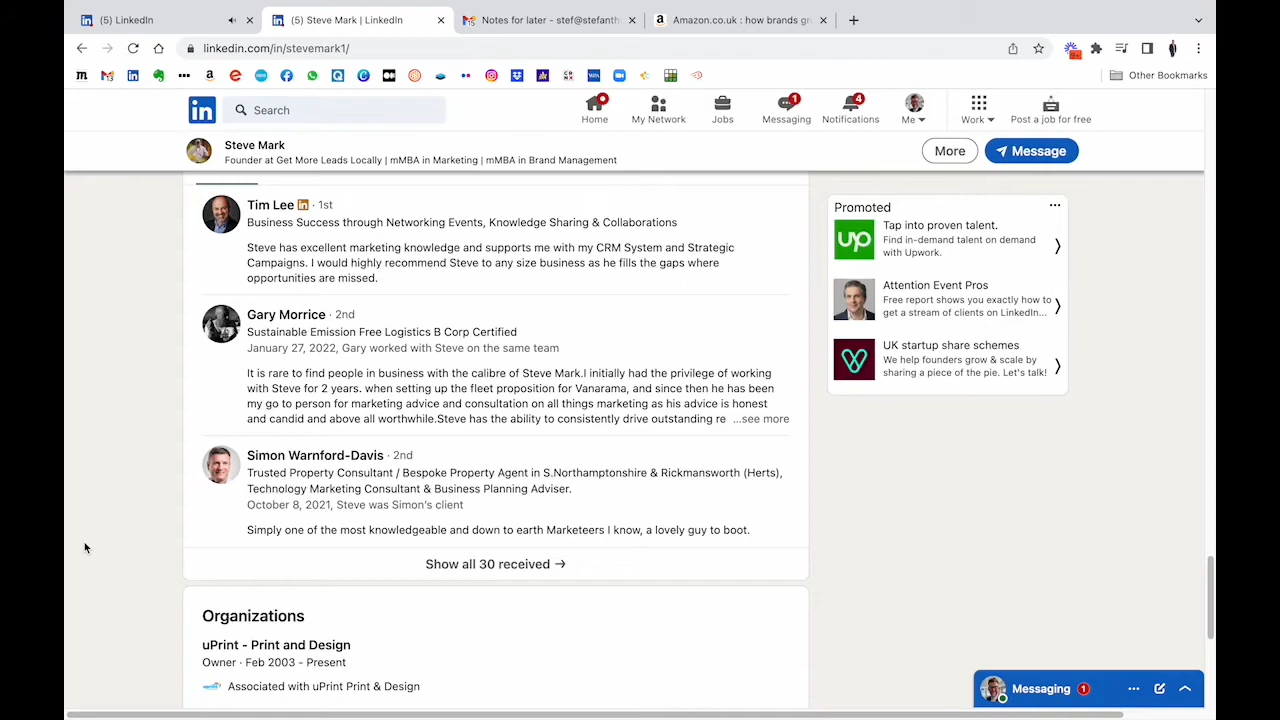 (5) LinkedIn
(5) Steve Mark | LinkedIn
Notes for later - stef@stefanth
Amazon.co.uk : how brands gr
linkedin.com/in/stevemark1/
Other Bookmarks
Search
Home
My Network
Jobs
1
Messaging
4
Notifications
Me
Work
Post a job for free
Steve Mark
Founder at Get More Leads Locally | mMBA in Marketing | mMBA in Brand Management
More
Message
Tim Lee · 1st
Business Success through Networking Events, Knowledge Sharing & Collaborations
Steve has excellent marketing knowledge and supports me with my CRM System and Strategic
Campaigns. I would highly recommend Steve to any size business as he fills the gaps where
opportunities are missed.
Gary Morrice · 2nd
Sustainable Emission Free Logistics B Corp Certified
January 27, 2022, Gary worked with Steve on the same team
It is rare to find people in business with the calibre of Steve Mark.I initially had the privilege of working
with Steve for 2 years. when setting up the fleet proposition for Vanarama, and since then he has been
my go to person for marketing advice and consultation on all things marketing as his advice is honest
and candid and above all worthwhile.Steve has the ability to consistently drive outstanding re ...see more
Simon Warnford-Davis · 2nd
Trusted Property Consultant / Bespoke Property Agent in S.Northamptonshire & Rickmansworth (Herts),
Technology Marketing Consultant & Business Planning Adviser.
October 8, 2021, Steve was Simon's client
Simply one of the most knowledgeable and down to earth Marketeers I know, a lovely guy to boot.
Show all 30 received →
Organizations
uPrint - Print and Design
Owner · Feb 2003 - Present
Associated with uPrint Print & Design
Promoted
Tap into proven talent.
Find in-demand talent on demand
with Upwork.
Attention Event Pros
Free report shows you exactly how to
get a stream of clients on LinkedIn...
UK startup share schemes
We help founders grow & scale by
sharing a piece of the pie. Let's talk!
Messaging 1